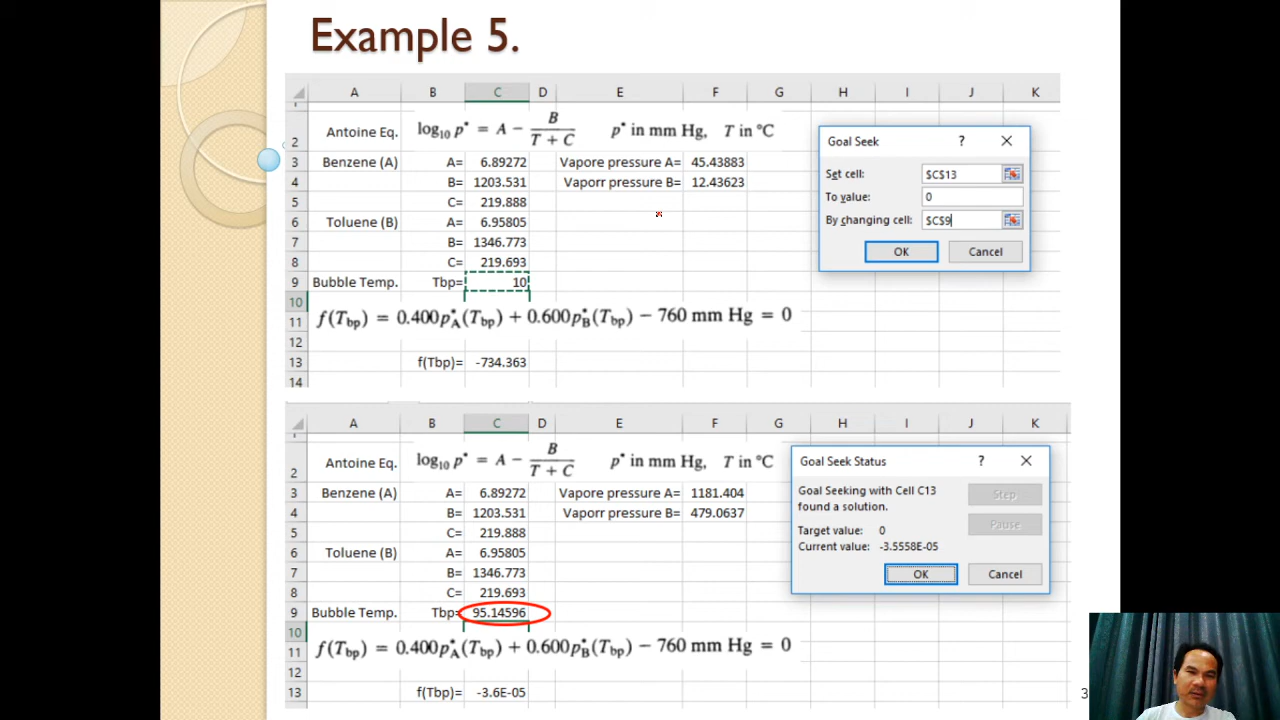 Example 5.
A B C D E F G H I J K
2 Antoine Eq. log10 p* = A − B / T + C p* in mm Hg, T in °C
3 Benzene (A) A= 6.89272 Vapore pressure A= 45.43883
4 B= 1203.531 Vaporr pressure B= 12.43623
5 C= 219.888
6 Toluene (B) A= 6.95805
7 B= 1346.773
8 C= 219.693
9 Bubble Temp. Tbp= 10
10
11 f(Tbp) = 0.400p*A(Tbp) + 0.600p*B(Tbp) − 760 mm Hg = 0
12
13 f(Tbp)= -734.363
14
Goal Seek ?
Set cell: $C$13
To value: 0
By changing cell: $C$9
OK Cancel
A B C D E F G H I J K
2 Antoine Eq. log10 p* = A − B / T + C p* in mm Hg, T in °C
3 Benzene (A) A= 6.89272 Vapore pressure A= 1181.404
4 B= 1203.531 Vaporr pressure B= 479.0637
5 C= 219.888
6 Toluene (B) A= 6.95805
7 B= 1346.773
8 C= 219.693
9 Bubble Temp. Tbp= 95.14596
10
11 f(Tbp) = 0.400p*A(Tbp) + 0.600p*B(Tbp) − 760 mm Hg = 0
12
13 f(Tbp)= -3.6E-05
Goal Seek Status ?
Goal Seeking with Cell C13
found a solution.
Target value: 0
Current value: -3.5558E-05
Step
Pause
OK Cancel